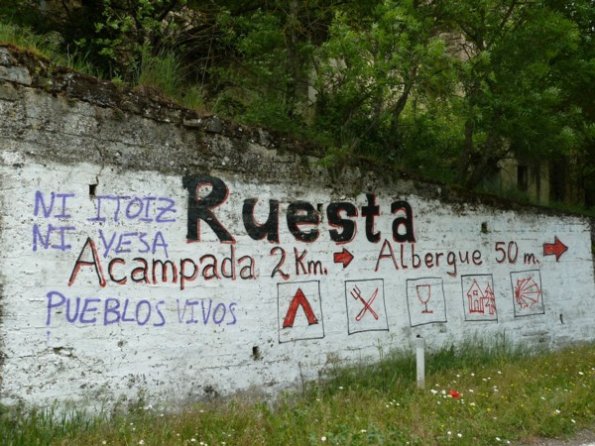 Ruesta
NI ITOIZ
NI YESA
Acampada 2 Km. Albergue 50 m.
PUEBLOS VIVOS